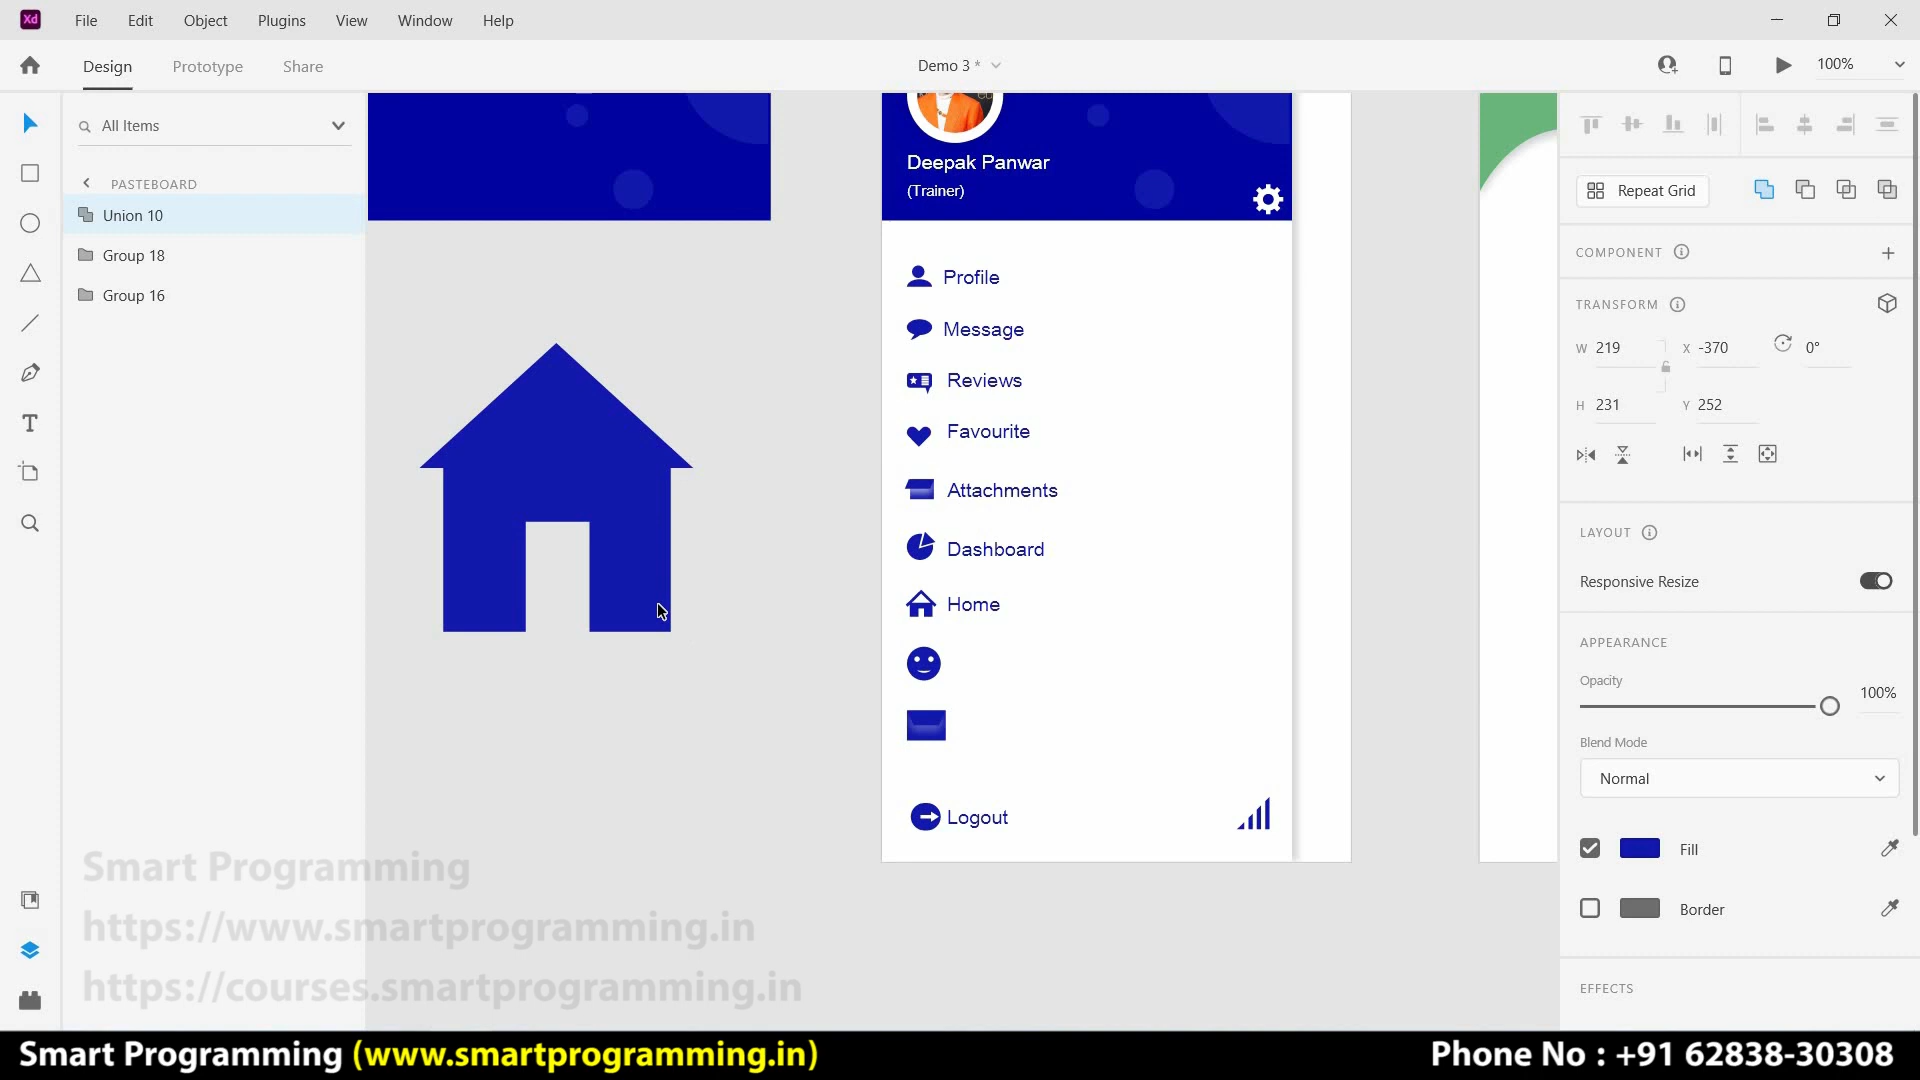 Xd File Edit Object Plugins View Window Help
Design Prototype Share
Demo 3 *
100%
All Items
PASTEBOARD
Union 10
Group 18
Group 16
Deepak Panwar
(Trainer)
Profile
Message
Reviews
Favourite
Attachments
Dashboard
Home
Logout
Repeat Grid
COMPONENT
TRANSFORM
W 219 X -370 0°
H 231 Y 252
LAYOUT
Responsive Resize
APPEARANCE
Opacity
100%
Blend Mode
Normal
Fill
Border
EFFECTS
Smart Programming
https://www.smartprogramming.in
https://courses.smartprogramming.in
Smart Programming (www.smartprogramming.in)
Phone No : +91 62838-30308